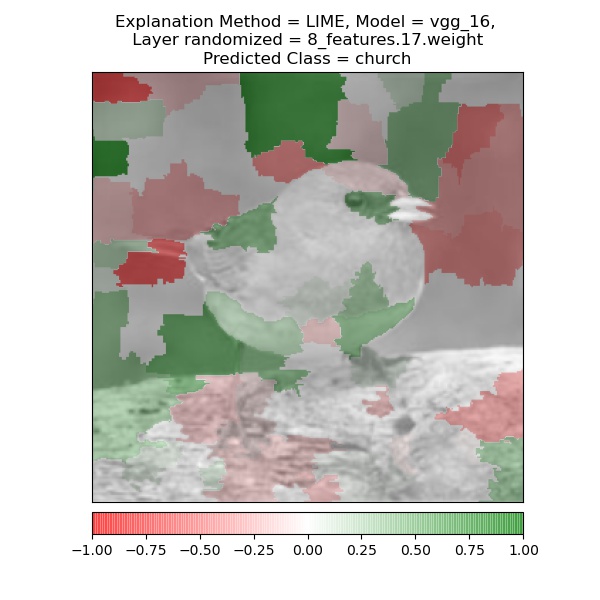 Explanation Method = LIME, Model = vgg_16,
Layer randomized = 8_features.17.weight
Predicted Class = church
−1.00 −0.75 −0.50 −0.25 0.00 0.25 0.50 0.75 1.00